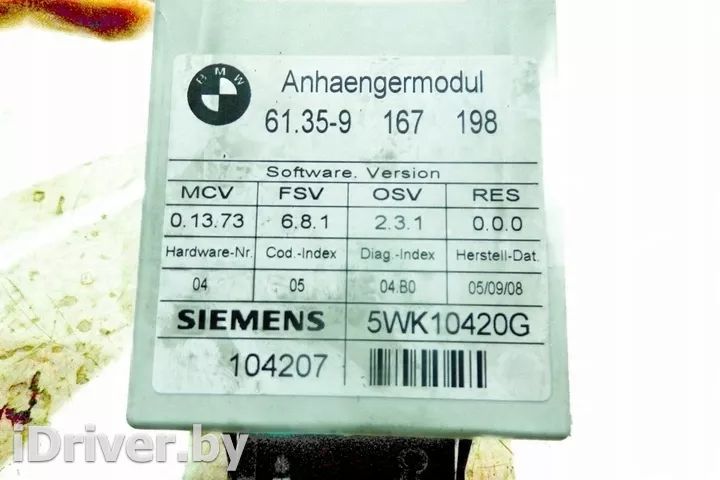 BMW
Anhaengermodul
61.35-9 167 198
Software. Version
MCV FSV OSV RES
0.13.73 6.8.1 2.3.1 0.0.0
Hardware-Nr. Cod.-Index Diag.-Index Herstell-Dat.
04 05 04.B0 05/09/08
SIEMENS 5WK10420G
104207
iDriver.by